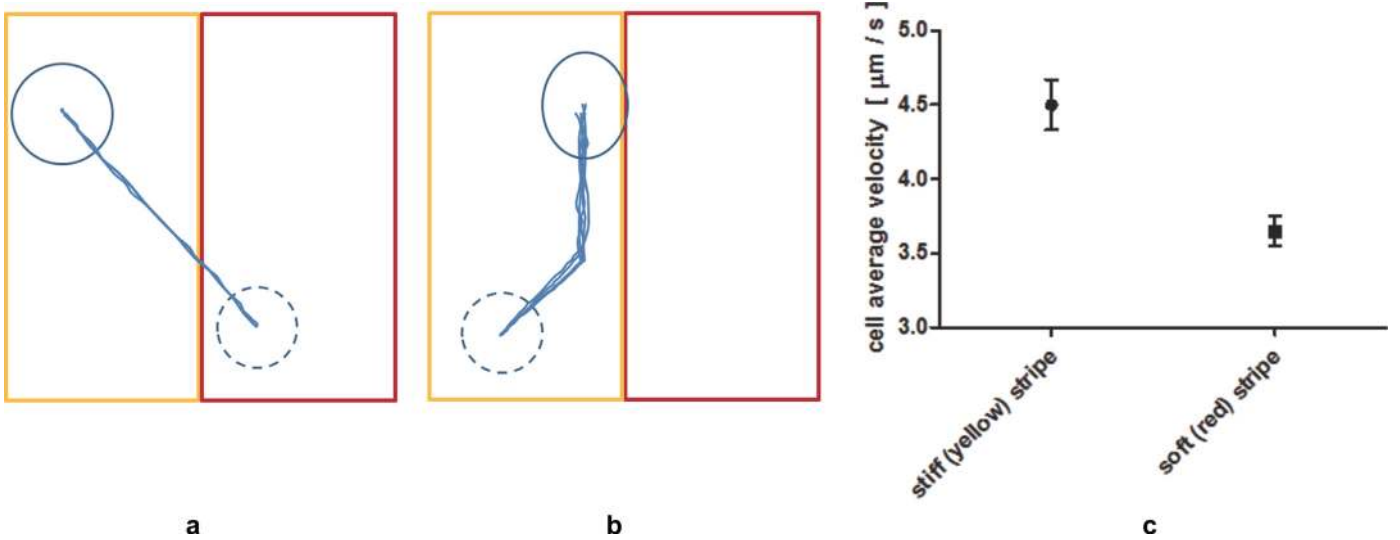 cell average velocity [ µm / s ]
5.0
4.5
4.0
3.5
3.0
stiff (yellow) stripe
soft (red) stripe
a
b
c